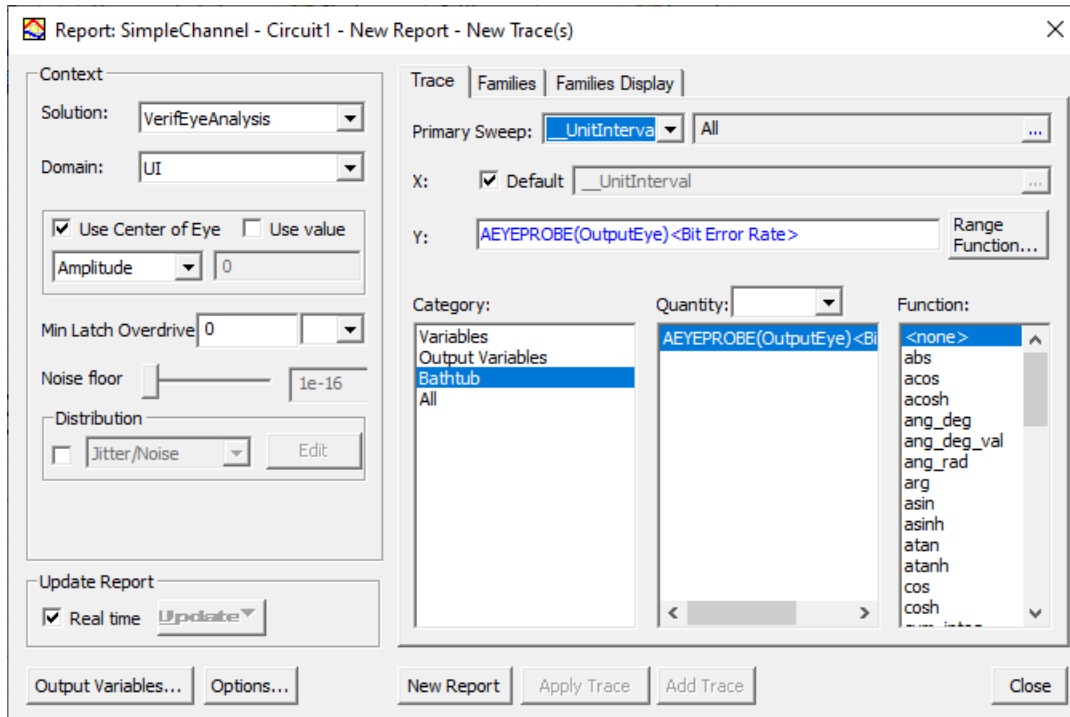 Report: SimpleChannel - Circuit1 - New Report - New Trace(s)
Context
Solution:
VerifEyeAnalysis
Domain:
UI
Use Center of Eye
Use value
Amplitude
0
Min Latch Overdrive
0
Noise floor
1e-16
Distribution
Jitter/Noise
Edit
Update Report
Real time
Update
Output Variables...
Options...
Trace
Families
Families Display
Primary Sweep:
__UnitInterva
All
...
X:
Default
__UnitInterval
...
Y:
AEYEPROBE(OutputEye)<Bit Error Rate>
Range
Function...
Category:
Variables
Output Variables
Bathtub
All
Quantity:
AEYEPROBE(OutputEye)<Bi
Function:
<none>
abs
acos
acosh
ang_deg
ang_deg_val
ang_rad
arg
asin
asinh
atan
atanh
cos
cosh
New Report
Apply Trace
Add Trace
Close